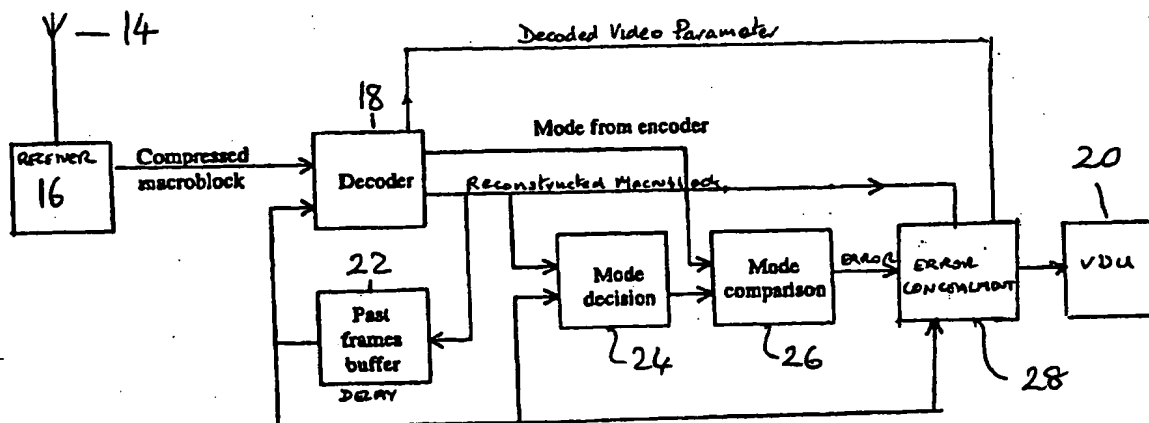 14
Decoded Video Parameter
18
RECEIVER
16
Compressed
macroblock
Decoder
Mode from encoder
Reconstructed Macroblock
20
22
Past
frames
buffer
DELAY
Mode
decision
24
Mode
comparison
26
ERROR
ERROR
CONCEALMENT
28
VDU